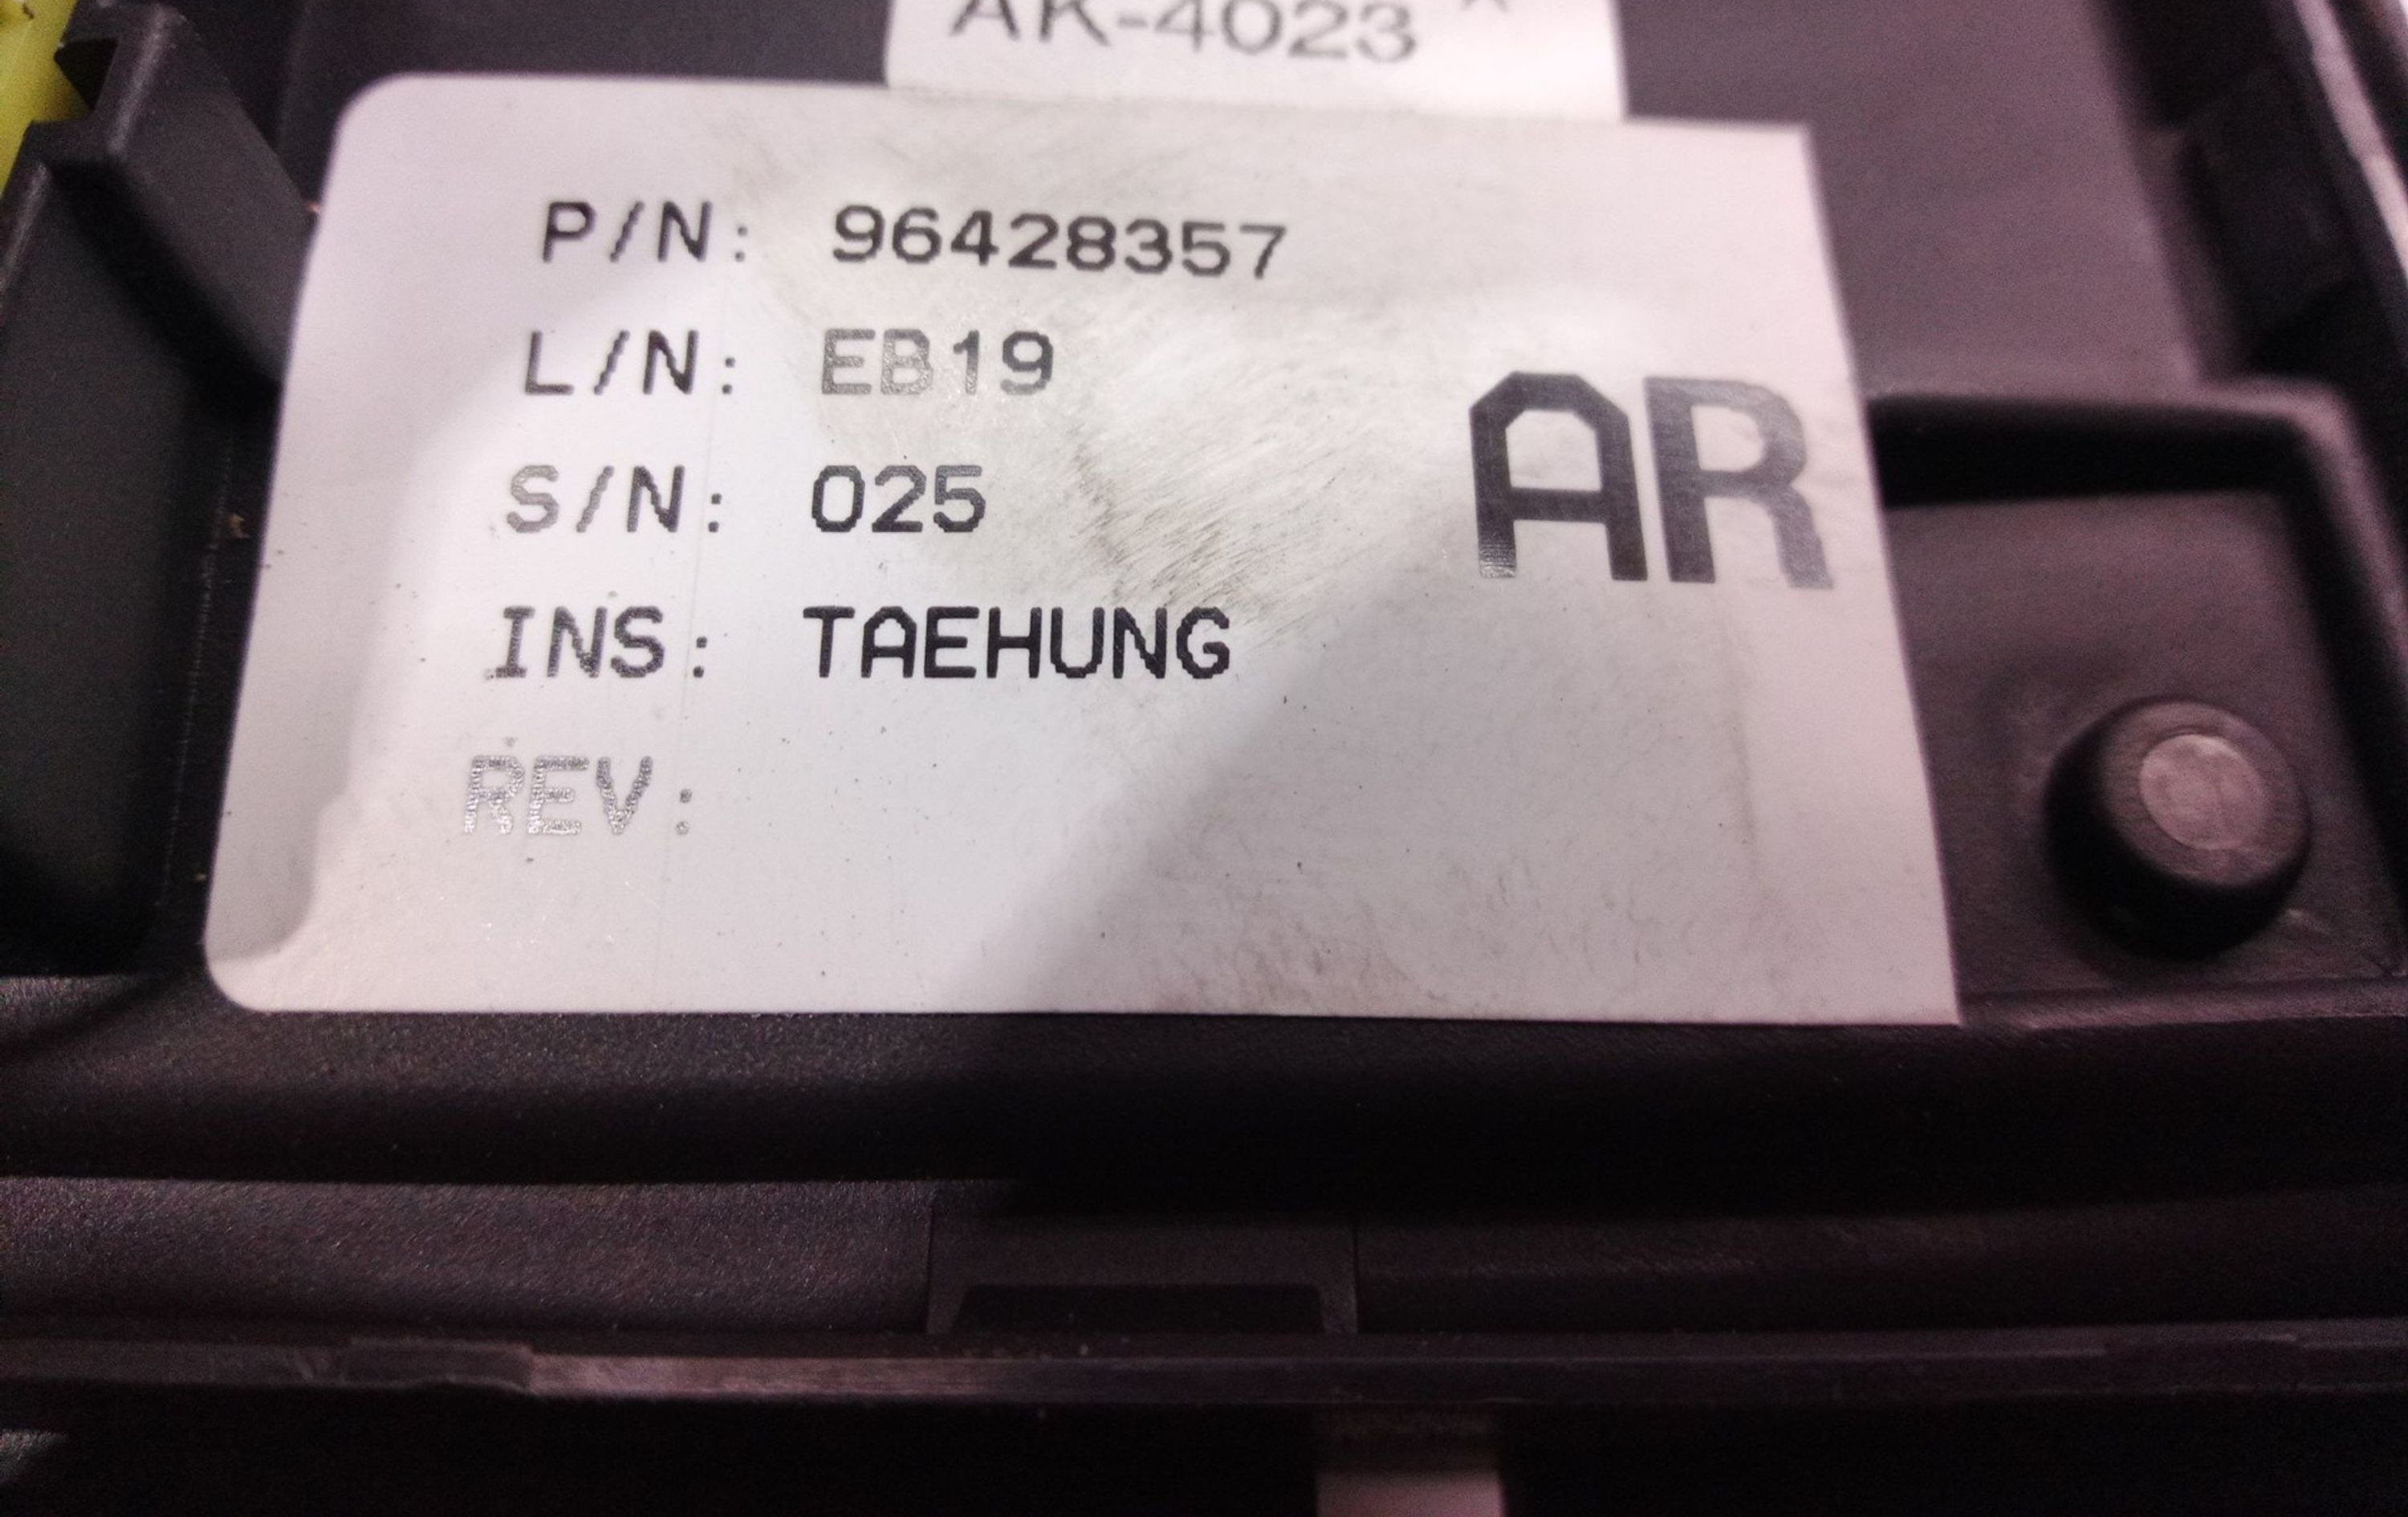 AK-4023
P/N: 96428357
L/N: EB19
S/N: 025
AR
INS: TAEHUNG
REV: